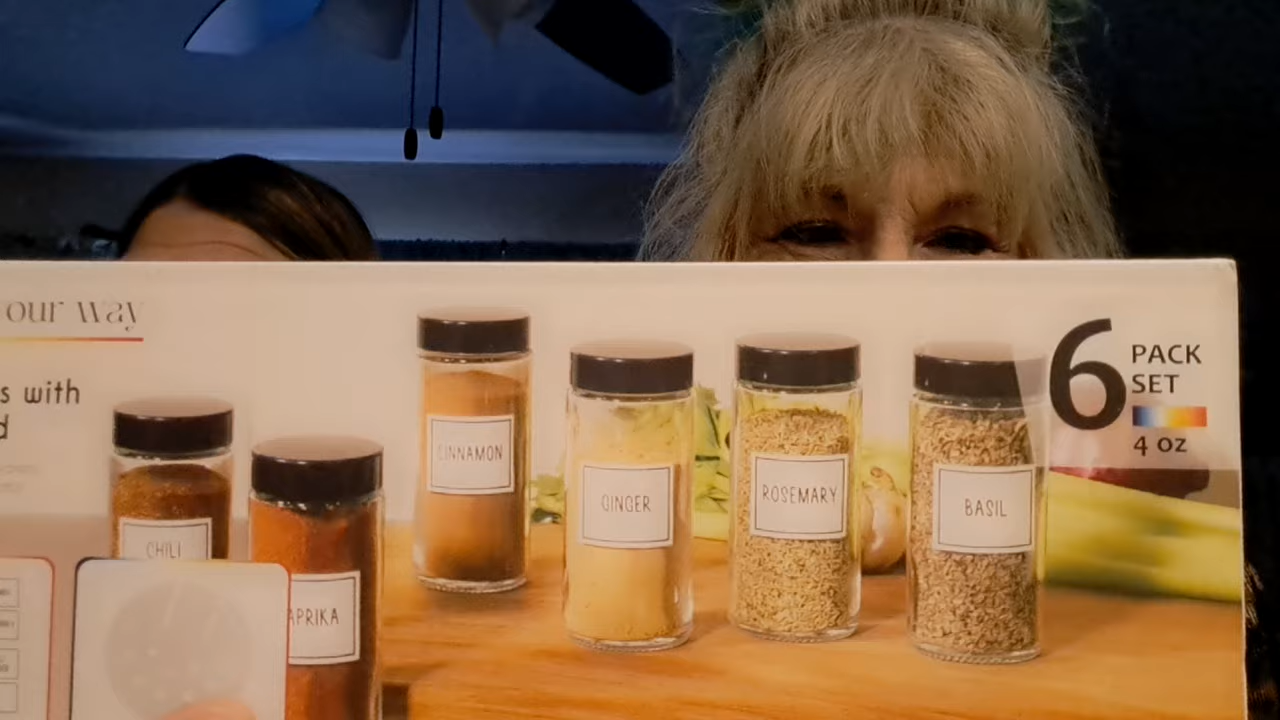 our way
s with
d
6
PACK
SET
4 oz
CINNAMON
GINGER
ROSEMARY
BASIL
CHILI
APRIKA